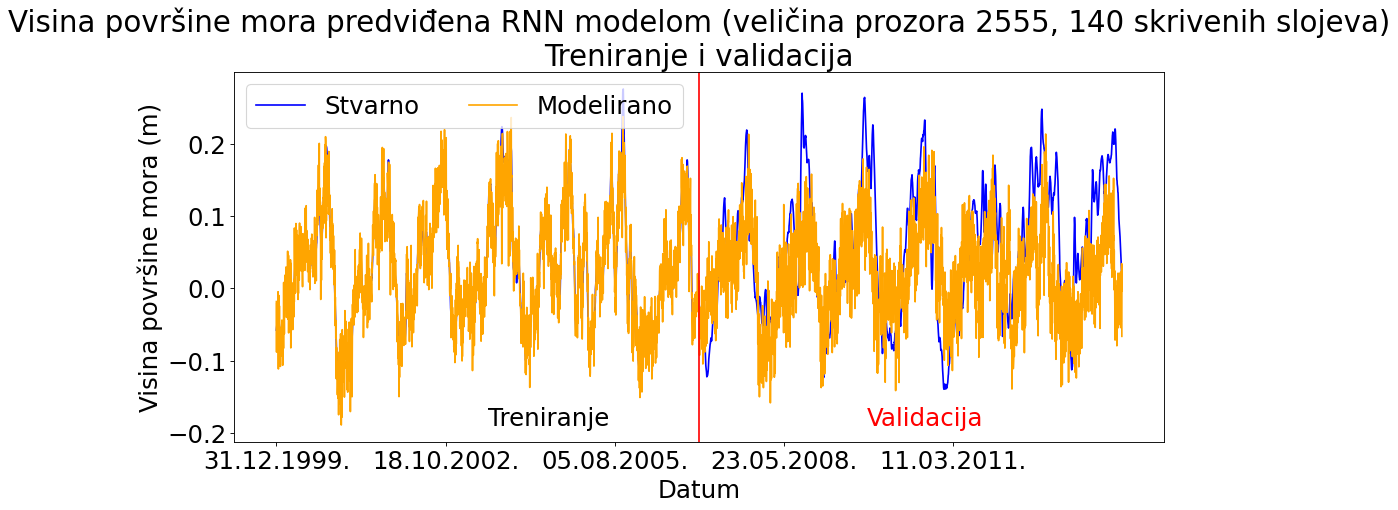 Visina površine mora predviđena RNN modelom (veličina prozora 2555, 140 skrivenih slojeva)
Treniranje i validacija
Stvarno
Modelirano
Visina površine mora (m)
0.2
0.1
0.0
−0.1
−0.2
Treniranje
Validacija
31.12.1999.
18.10.2002.
05.08.2005.
23.05.2008.
11.03.2011.
Datum